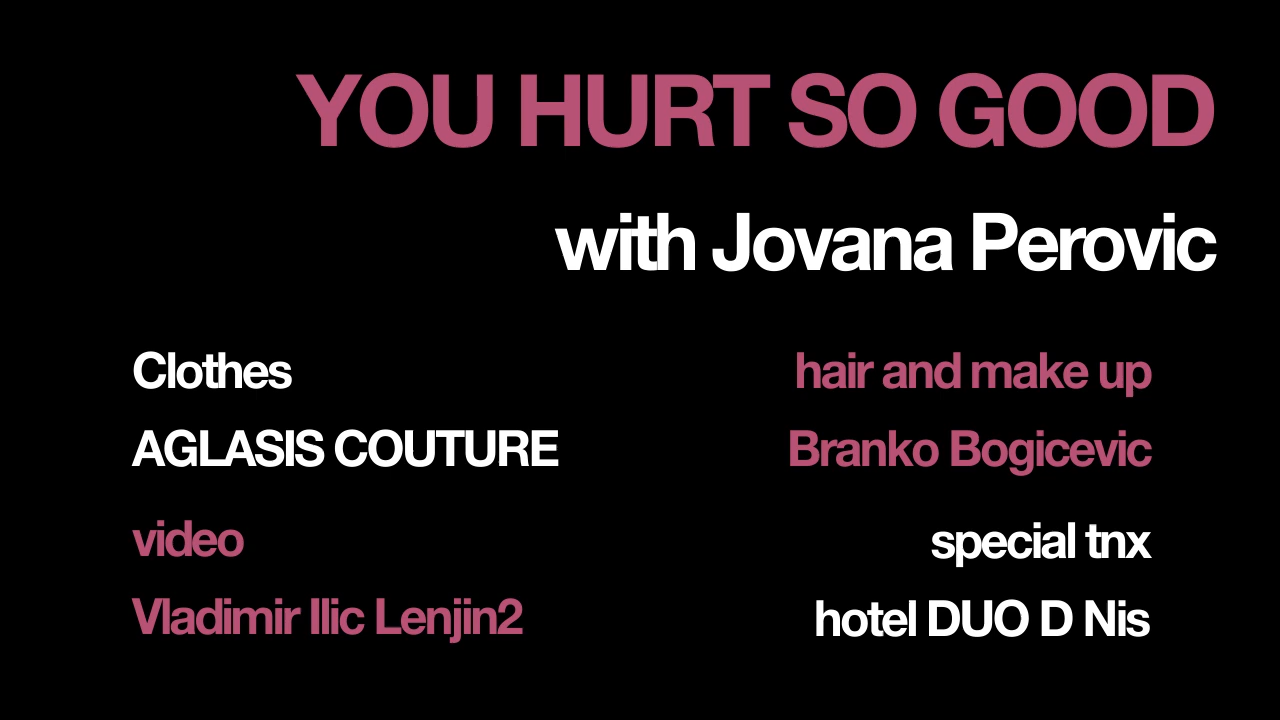 YOU HURT SO GOOD
with Jovana Perovic
Clothes
AGLASIS COUTURE
video
Vladimir Ilic Lenjin2
hair and make up
Branko Bogicevic
special tnx
hotel DUO D Nis